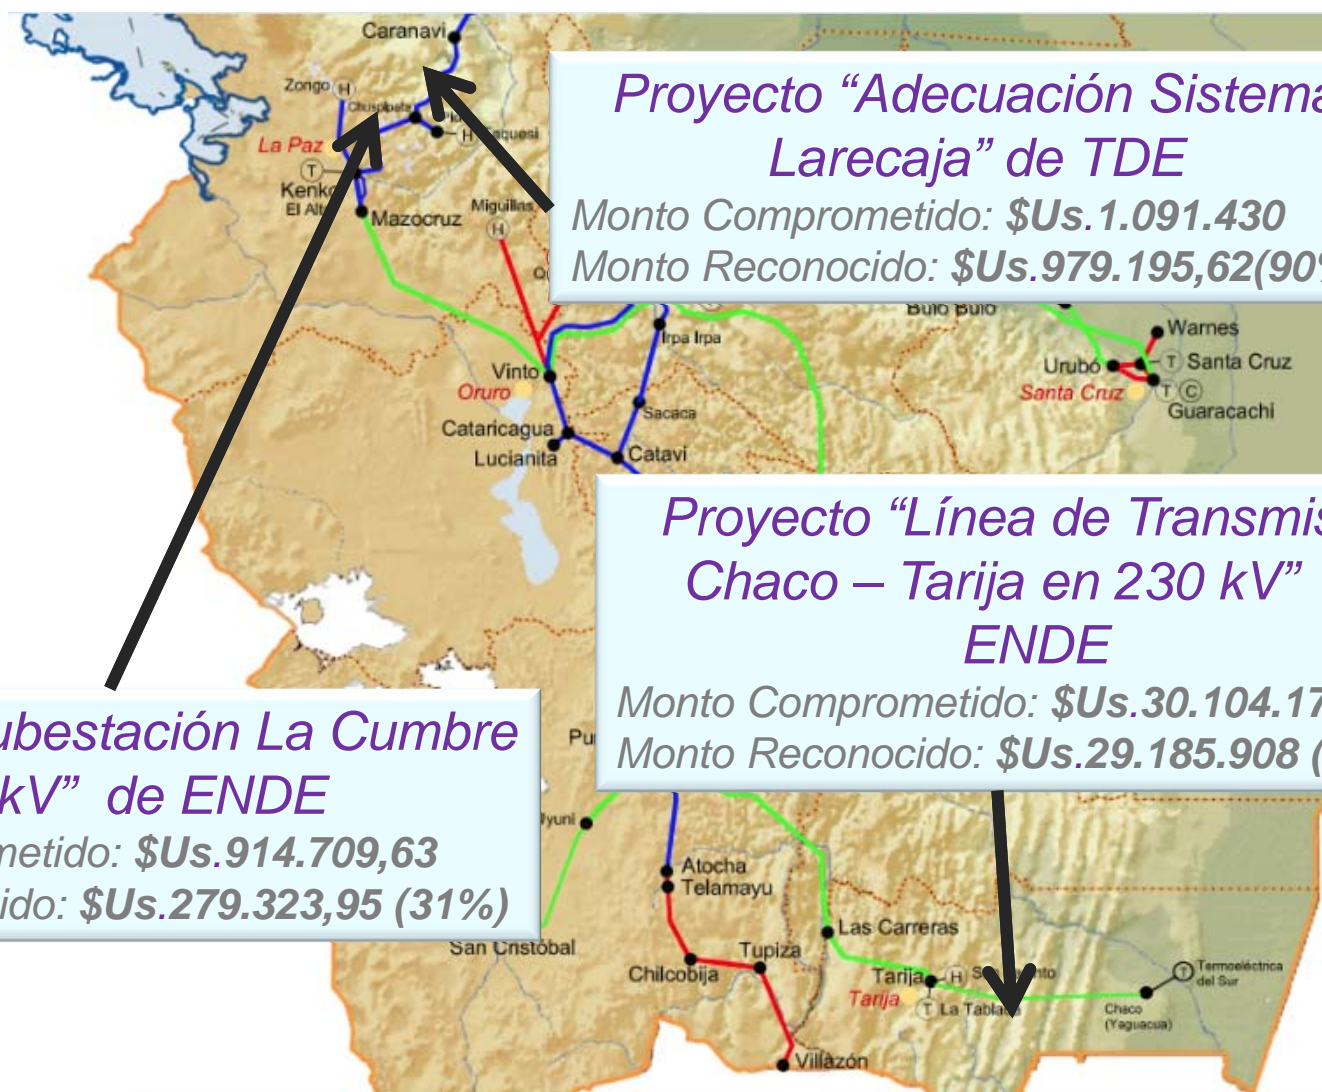 Caranavi
Zongo H
Chuspipata
H
La Paz
T
Kenko
El Alto
Mazocruz
Miguillas
H
Proyecto “Adecuación Sistema
Larecaja” de TDE
Monto Comprometido: $Us.1.091.430
Monto Reconocido: $Us.979.195,62(90%
Bulo Bulo
Irpa Irpa
Warnes
Urubó
T Santa Cruz
Santa Cruz
T C
Guaracachi
Vinto
Oruro
Sacaca
Cataricagua
Lucianita
Catavi
Proyecto “Línea de Transmis
Chaco – Tarija en 230 kV”
ENDE
Monto Comprometido: $Us.30.104.17
Monto Reconocido: $Us.29.185.908 (
ubestación La Cumbre
kV” de ENDE
metido: $Us.914.709,63
ido: $Us.279.323,95 (31%)
Pu
Uyuni
San Cristobal
Atocha
Telamayu
Chilcobija
Tupiza
Villazón
Las Carreras
Tarija H
Tarija
T La Tablada
T Termoeléctrica
del Sur
Chaco
(Yaguacua)